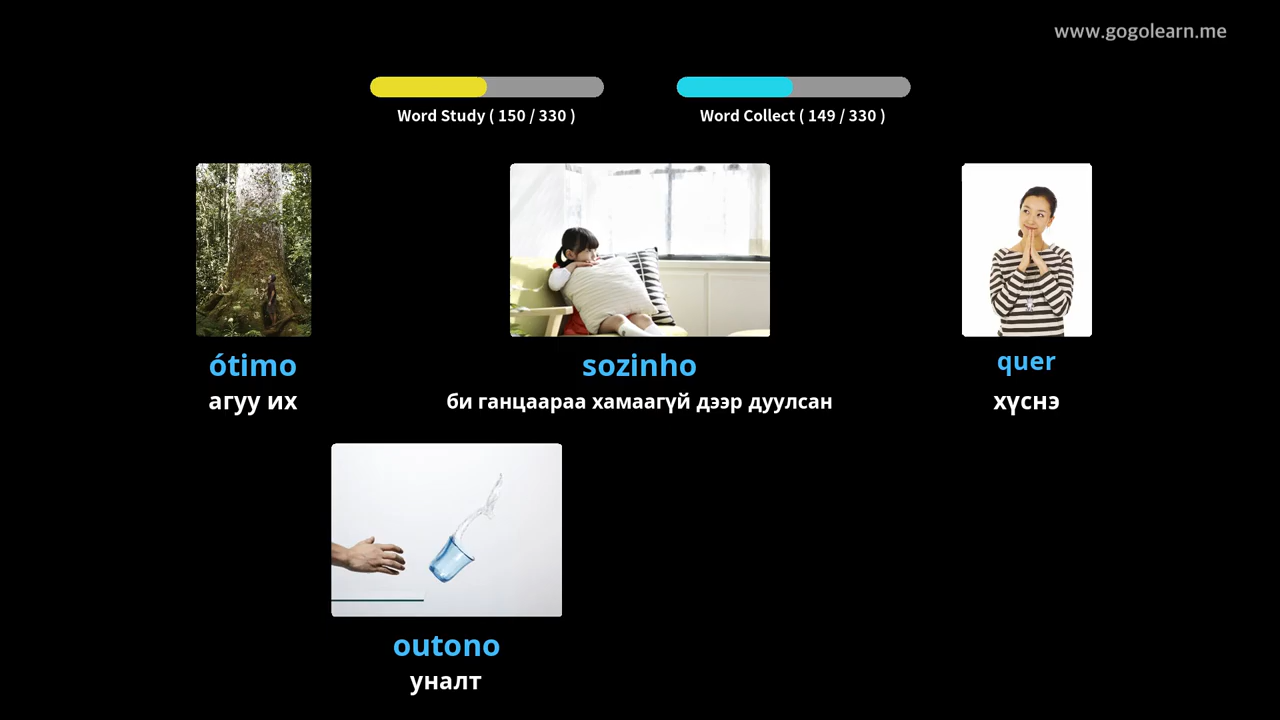 www.gogolearn.me
Word Study ( 150 / 330 )
Word Collect ( 149 / 330 )
ótimo
агуу их
sozinho
би ганцаараа хамаагүй дээр дуулсан
quer
хүснэ
outono
уналт